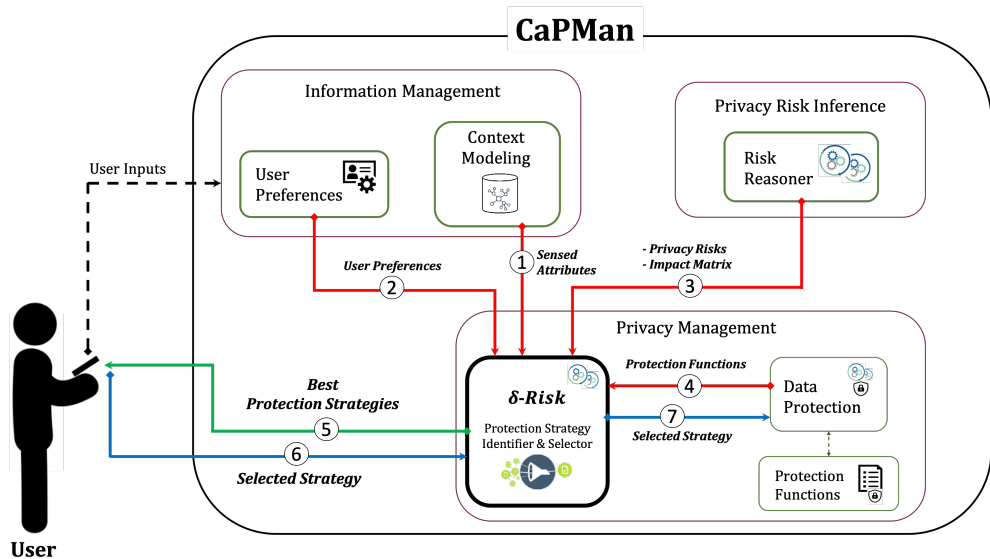 CaPMan
Information Management
Privacy Risk Inference
Context
Modeling
User
Preferences
Risk
Reasoner
User Inputs
1
Sensed
Attributes
- Privacy Risks
- Impact Matrix
User Preferences
2
3
Privacy Management
Protection Functions
4
Data
Protection
δ-Risk
Best
Protection Strategies
5
7
Selected Strategy
Protection Strategy
Identifier & Selector
6
Selected Strategy
Protection
Functions
User